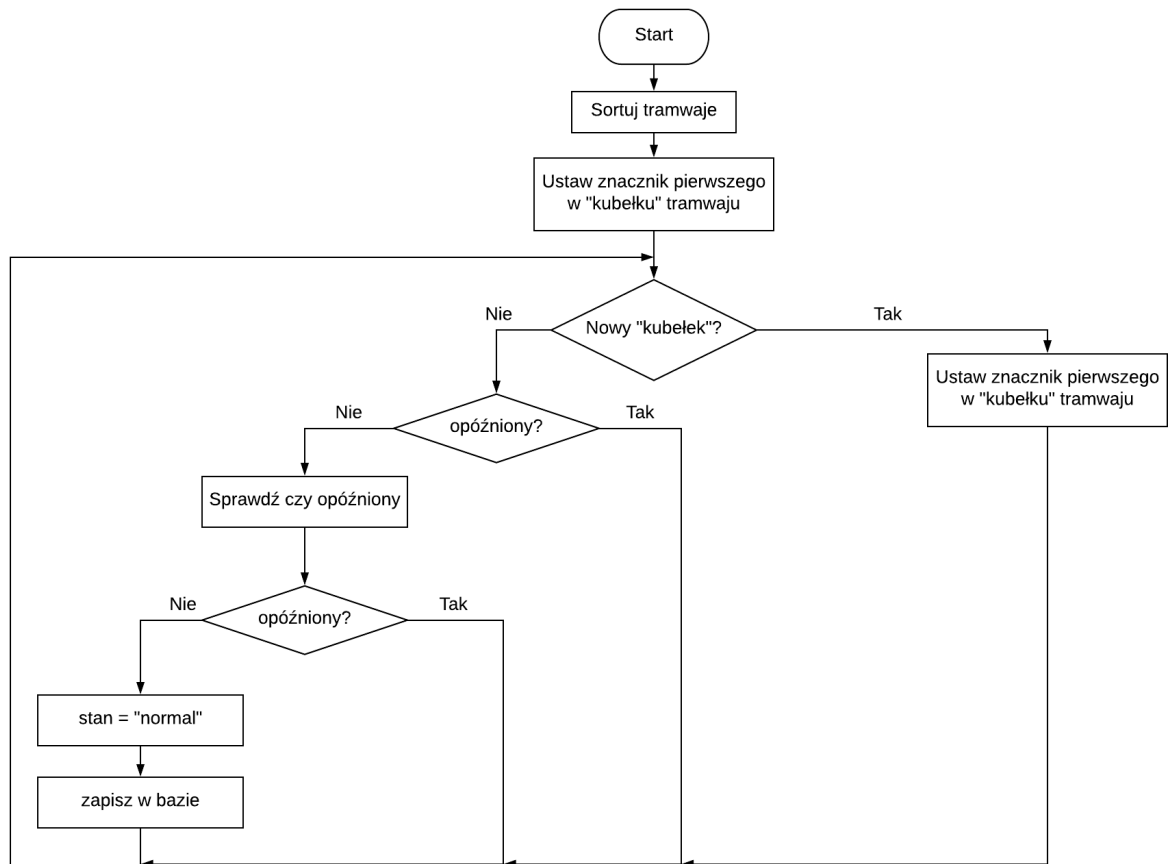 Start
Sortuj tramwaje
Ustaw znacznik pierwszego
w "kubełku" tramwaju
Nowy "kubełek"?
Nie
Tak
Ustaw znacznik pierwszego
w "kubełku" tramwaju
opóźniony?
Nie
Tak
Sprawdź czy opóźniony
opóźniony?
Nie
Tak
stan = "normal"
zapisz w bazie